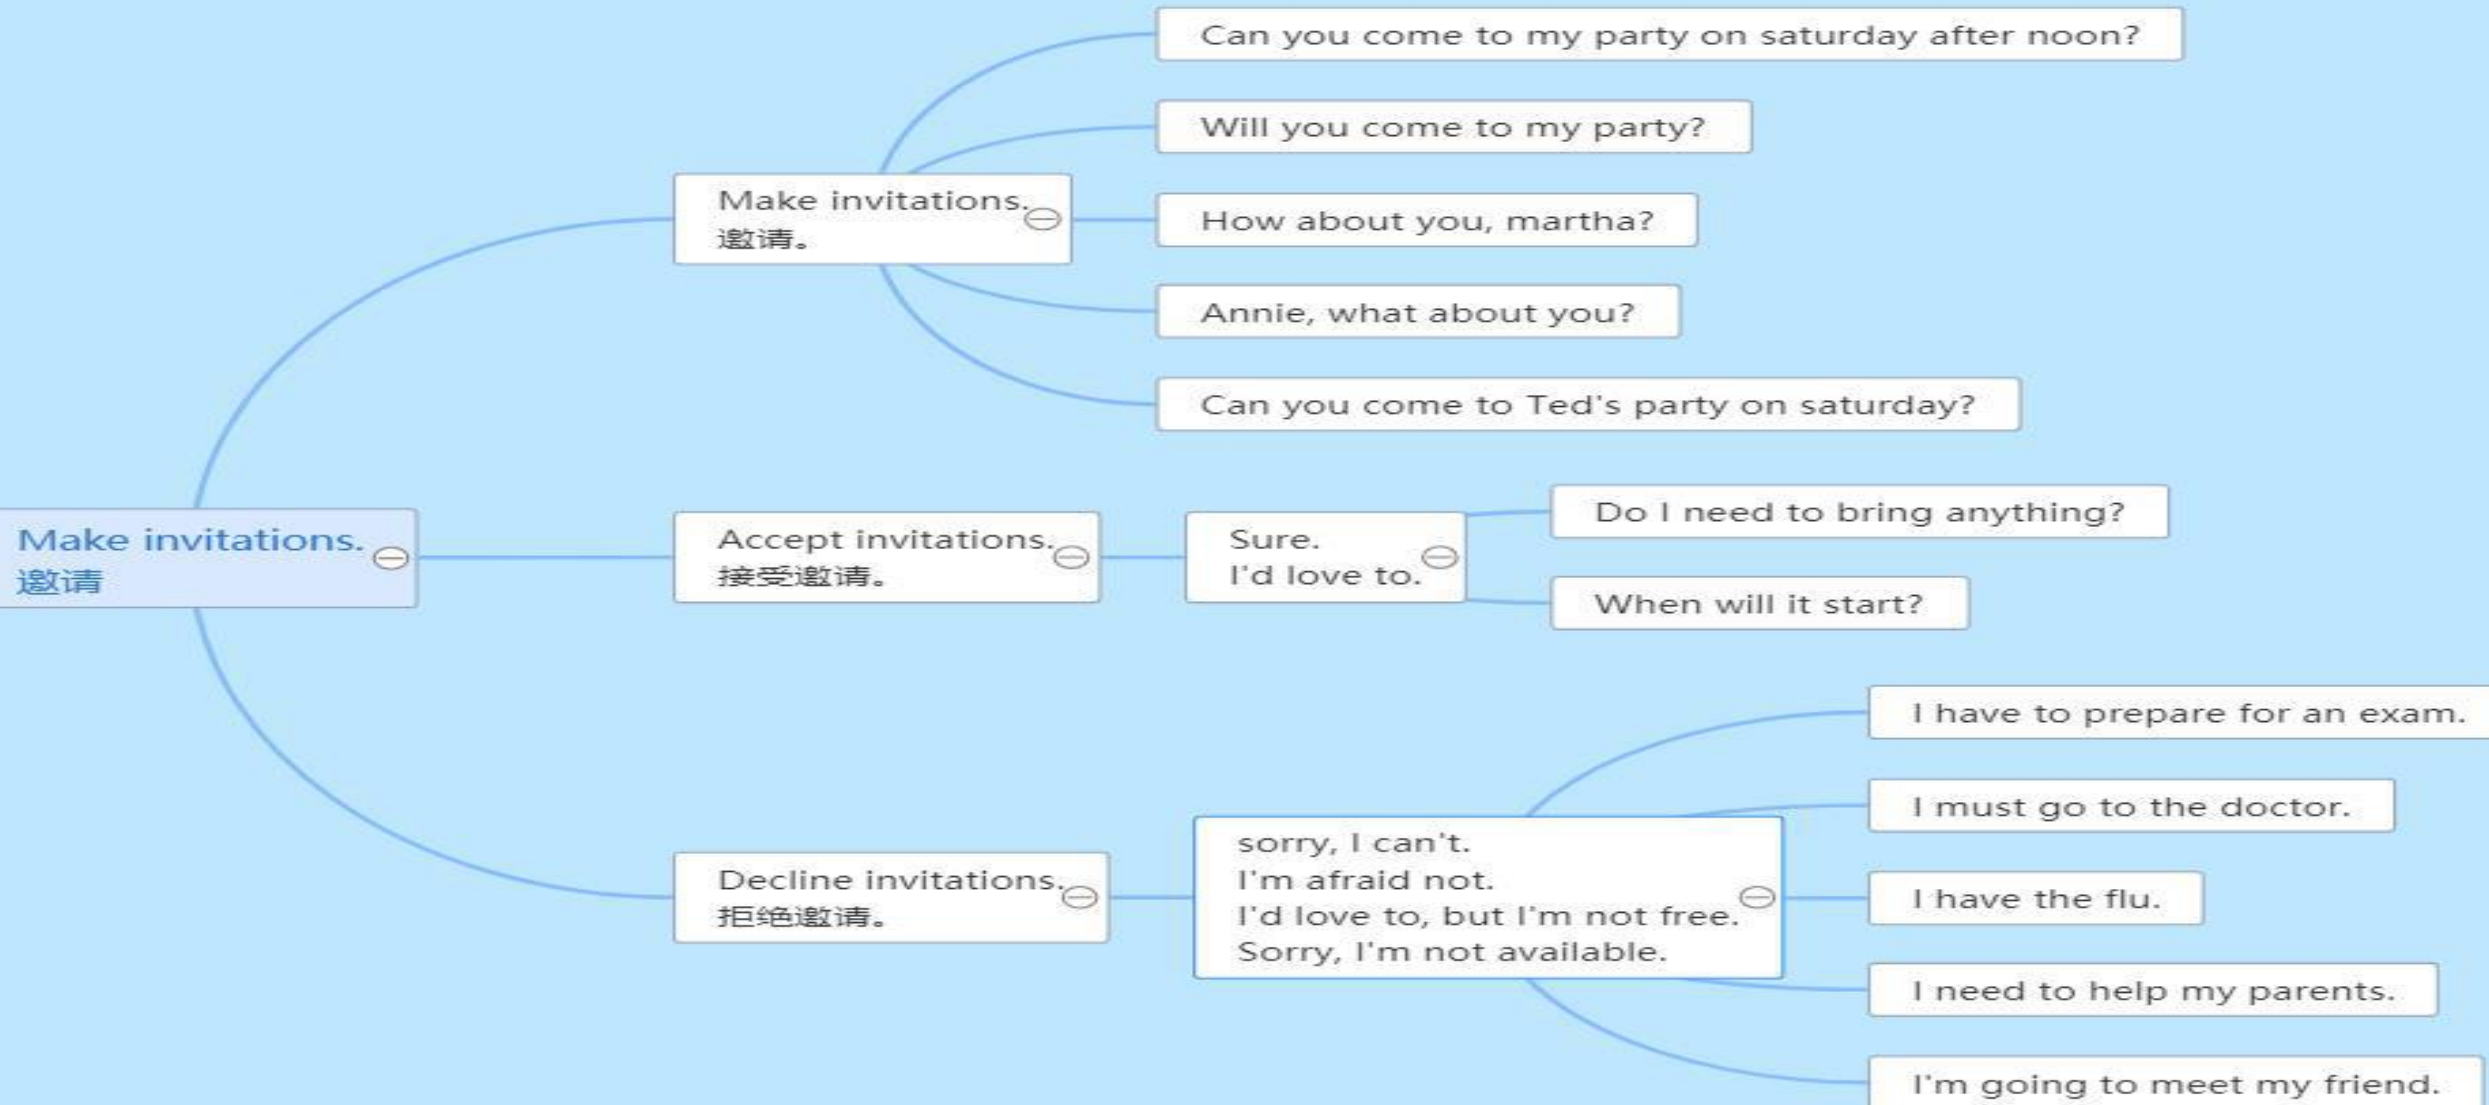 Make invitations.
邀请
Make invitations.
邀请。
Can you come to my party on saturday after noon?
Will you come to my party?
How about you, martha?
Annie, what about you?
Can you come to Ted's party on saturday?
Accept invitations.
接受邀请。
Sure.
I'd love to.
Do I need to bring anything?
When will it start?
Decline invitations.
拒绝邀请。
sorry, I can't.
I'm afraid not.
I'd love to, but I'm not free.
Sorry, I'm not available.
I have to prepare for an exam.
I must go to the doctor.
I have the flu.
I need to help my parents.
I'm going to meet my friend.